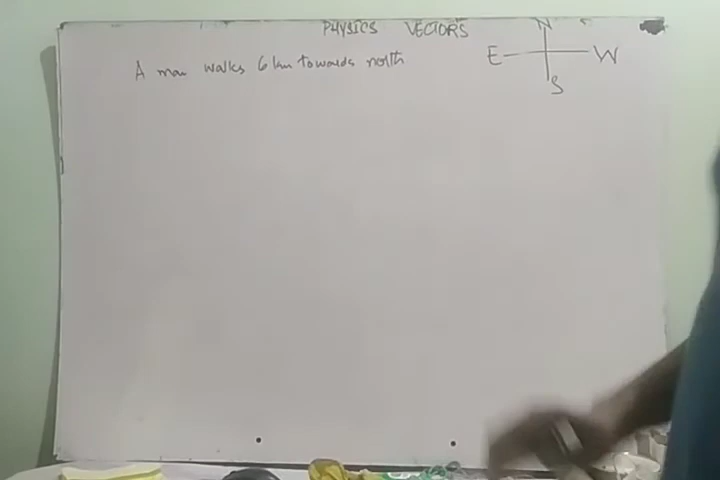 PHYSICS VECTORS
N
A man walks 6 km towards north
E W
S